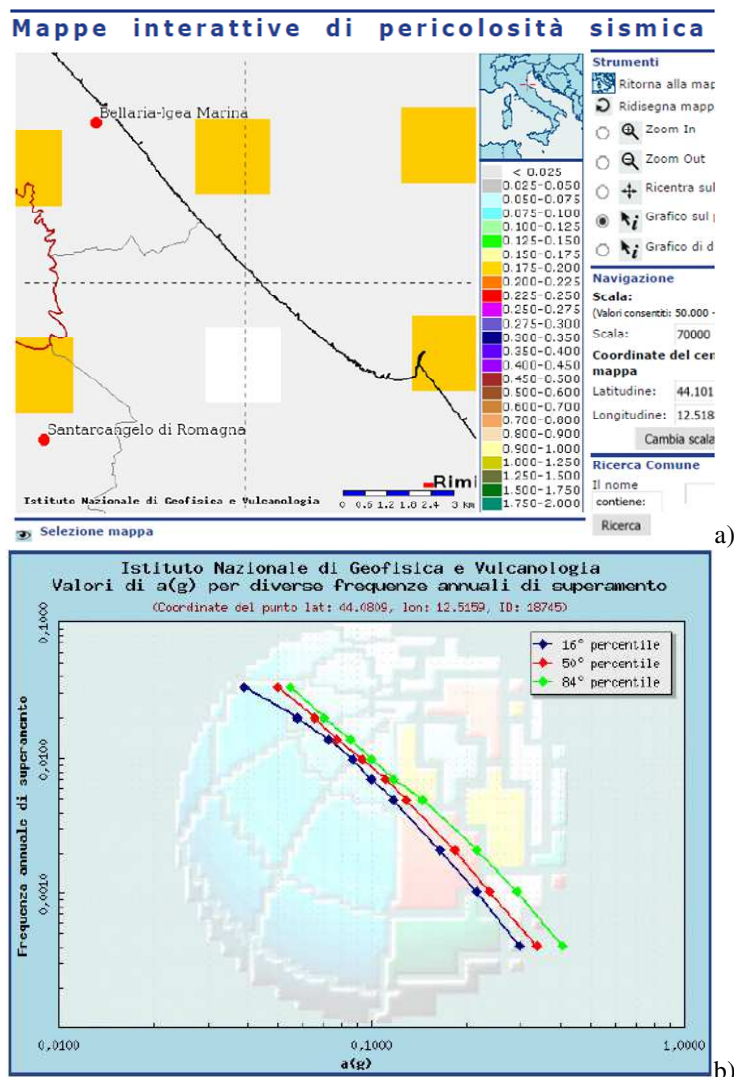 Mappe interattive di pericolosità sismica
Bellaria-Igea Marina
Santarcangelo di Romagna
Rimi
Istituto Nazionale di Geofisica e Vulcanologia
0 0.6 1.2 1.8 2.4 3 km
< 0.025
0.025-0.050
0.050-0.075
0.075-0.100
0.100-0.125
0.125-0.150
0.150-0.175
0.175-0.200
0.200-0.225
0.225-0.250
0.250-0.275
0.275-0.300
0.300-0.350
0.350-0.400
0.400-0.450
0.450-0.500
0.500-0.600
0.600-0.700
0.700-0.800
0.800-0.900
0.900-1.000
1.000-1.250
1.250-1.500
1.500-1.750
1.750-2.000
Strumenti
Ritorna alla map
Ridisegna mapp
Zoom In
Zoom Out
Ricentra sul
Grafico sul p
Grafico di d
Navigazione
Scala:
(Valori consentiti: 50.000 -
Scala: 70000
Coordinate del cen
mappa
Latitudine: 44.101
Longitudine: 12.518
Cambia scala
Ricerca Comune
Il nome
contiene:
Ricerca
Selezione mappa
a)
Istituto Nazionale di Geofisica e Vulcanologia
Valori di a(g) per diverse frequenze annuali di superamento
(Coordinate del punto lat: 44.0809, lon: 12.5159, ID: 18745)
16° percentile
50° percentile
84° percentile
Frequenza annuale di superamento
0,1000
0,0100
0,0010
0,0100 0,1000 1,0000
a(g)
b)